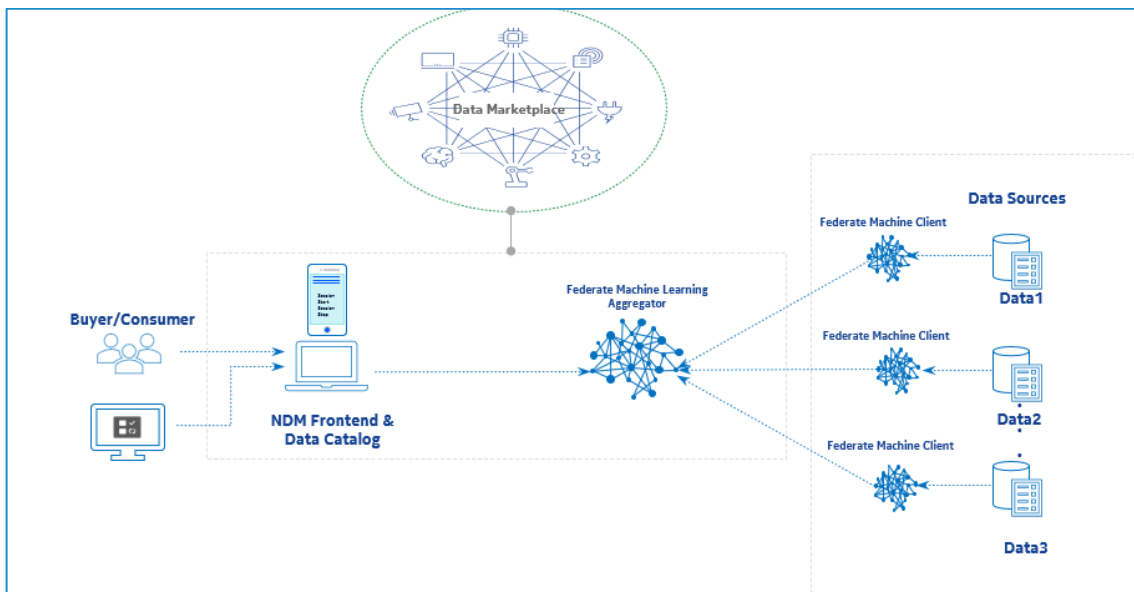 Data Marketplace
Data Sources
Federate Machine Client
Data1
Federate Machine Learning
Aggregator
Session
Start
Session
Stop
Buyer/Consumer
Federate Machine Client
Data2
NDM Frontend &
Data Catalog
Federate Machine Client
Data3